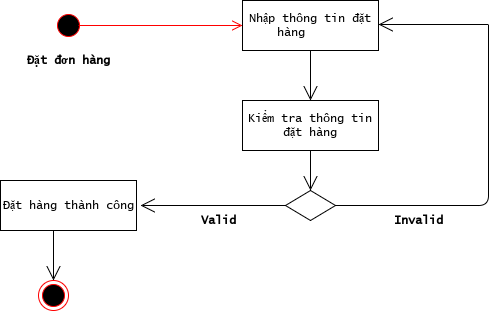 Nhập thông tin đặt
hàng
Đặt đơn hàng
Kiểm tra thông tin
đặt hàng
Đặt hàng thành công
Valid
Invalid